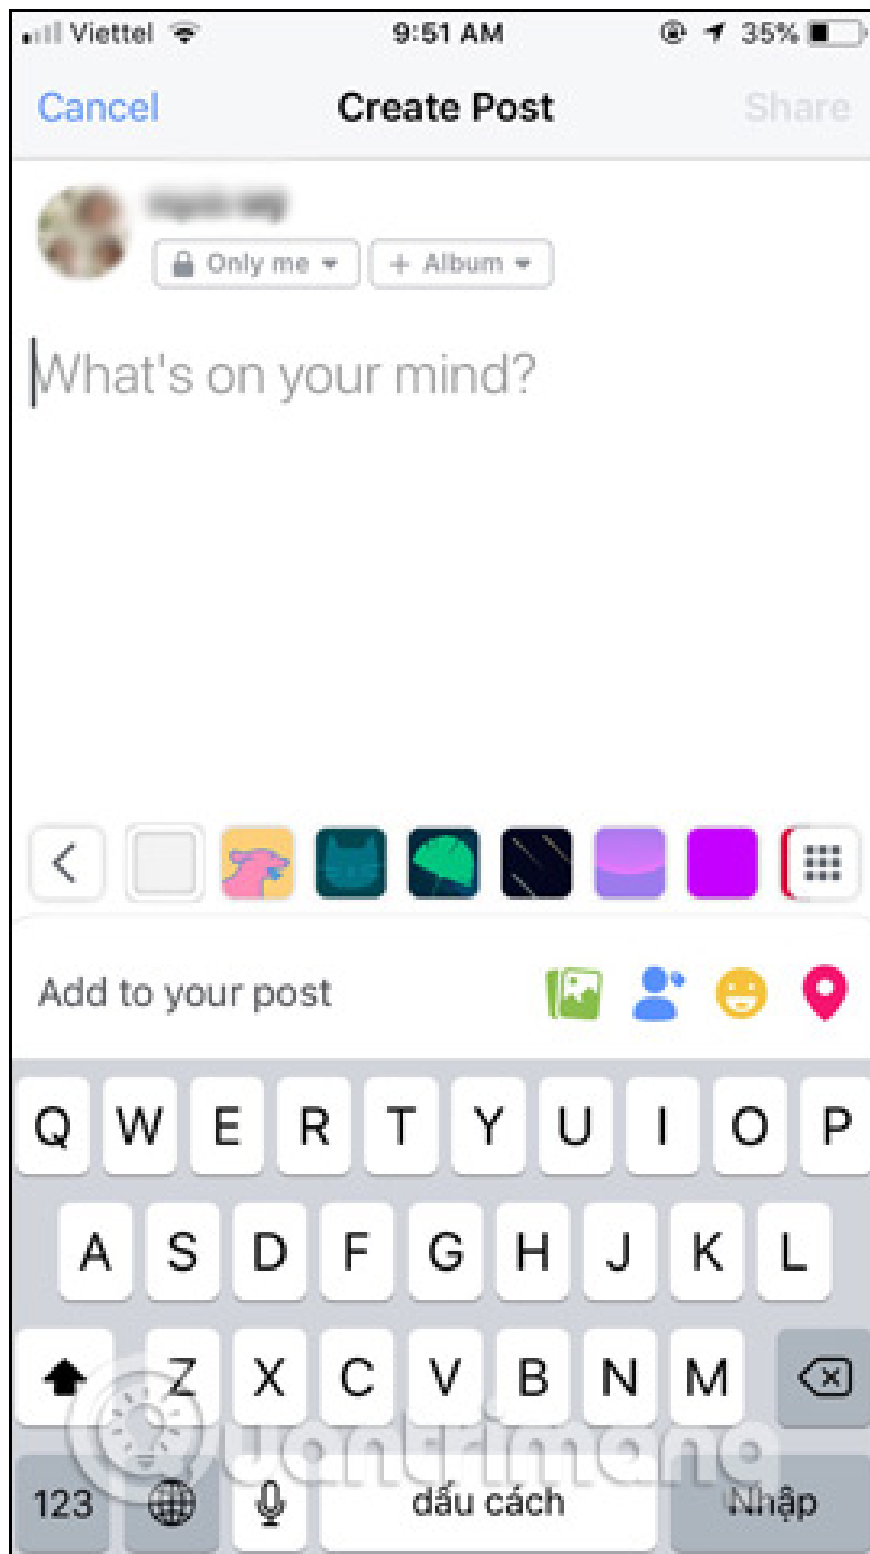 Viettel 9:51 AM 35%
Cancel Create Post Share
Only me + Album
What's on your mind?
Add to your post
Q W E R T Y U I O P
A S D F G H J K L
Z X C V B N M
Quantrimang
123 dấu cách Nhập